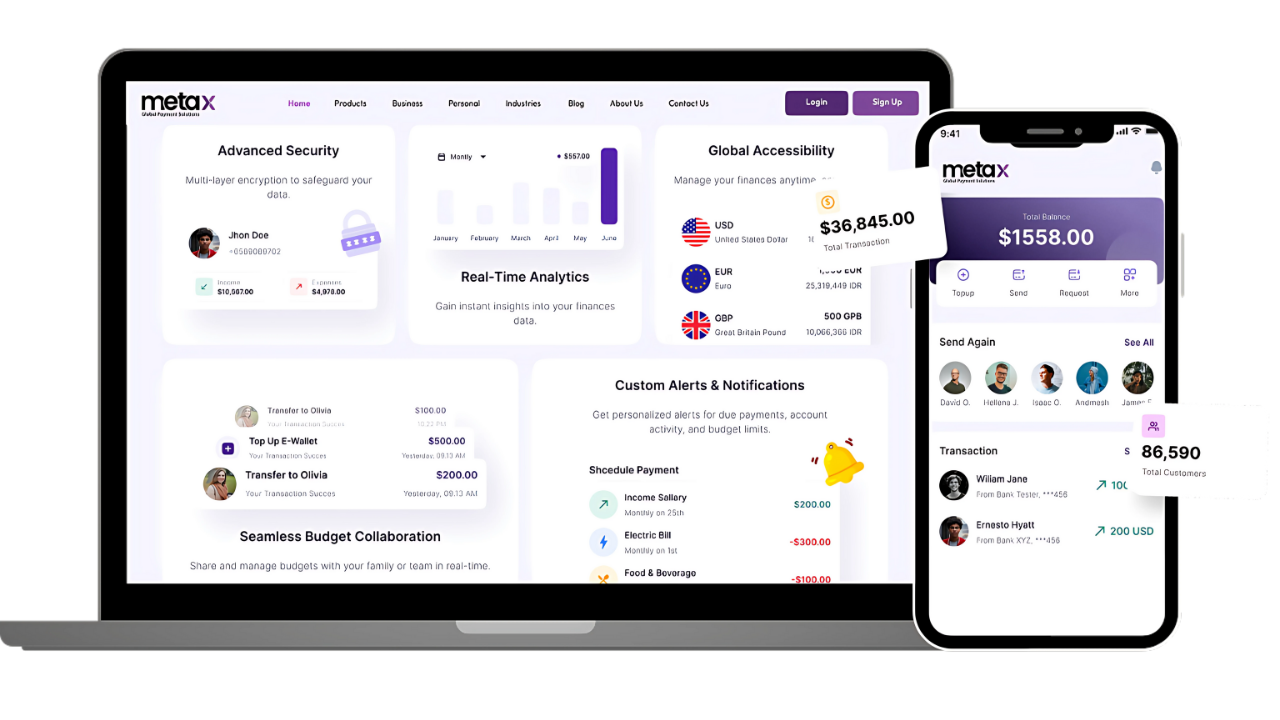 metax
Global Payment Solutions
Home
Products
Business
Personal
Industries
Blog
About Us
Contact Us
Login
Sign Up
Advanced Security
Multi-layer encryption to safeguard your
data.
Jhon Doe
+0500000702
Income
$10,567.00
Expenses
$4,978.00
Montly
$557.00
January February March April May June
Real-Time Analytics
Gain instant insights into your finances
data.
Global Accessibility
Manage your finances anytime,
USD
United States Dollar
EUR
Euro
EUR
25,319,449 IDR
GBP
Great Britain Pound
500 GPB
10,066,366 IDR
$36,845.00
Total Transaction
Transfer to Olivia
$100.00
Your Transaction Succes
10.22 PM
Top Up E-Wallet
$500.00
Your Transaction Succes
Yesterday, 09.13 AM
Transfer to Olivia
$200.00
Your Transaction Succes
Yesterday, 09.13 AM
Seamless Budget Collaboration
Share and manage budgets with your family or team in real-time.
Custom Alerts & Notifications
Get personalized alerts for due payments, account
activity, and budget limits.
Shcedule Payment
Income Sallary
Monthly on 25th
$200.00
Electric Bill
Monthly on 1st
-$300.00
Food & Boverago
-$100.00
9:41
metax
Global Payment Solutions
Total Balance
$1558.00
Topup
Send
Request
More
Send Again
See All
David O.
Hellena J.
Isaac O.
Andmash
James
Transaction
S
Wiliam Jane
From Bank Tester, ***456
100
Ernesto Hyatt
From Bank XYZ, ***456
200 USD
86,590
Total Customers